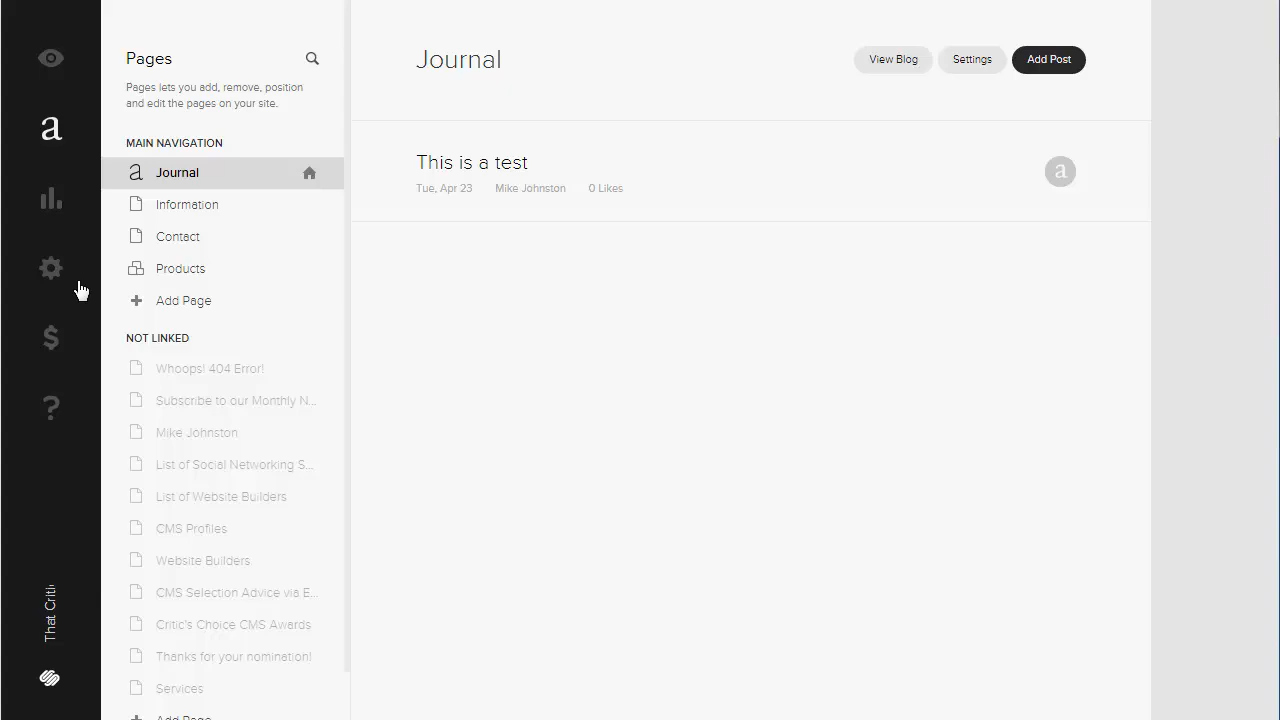 Pages
Pages lets you add, remove, position
and edit the pages on your site.
MAIN NAVIGATION
Journal
Information
Contact
Products
Add Page
NOT LINKED
Whoops! 404 Error!
Subscribe to our Monthly N...
Mike Johnston
List of Social Networking S...
List of Website Builders
CMS Profiles
Website Builders
CMS Selection Advice via E...
Critic's Choice CMS Awards
Thanks for your nomination!
Services
Add Page
Journal
View Blog
Settings
Add Post
This is a test
Tue, Apr 23
Mike Johnston
0 Likes
That Criti